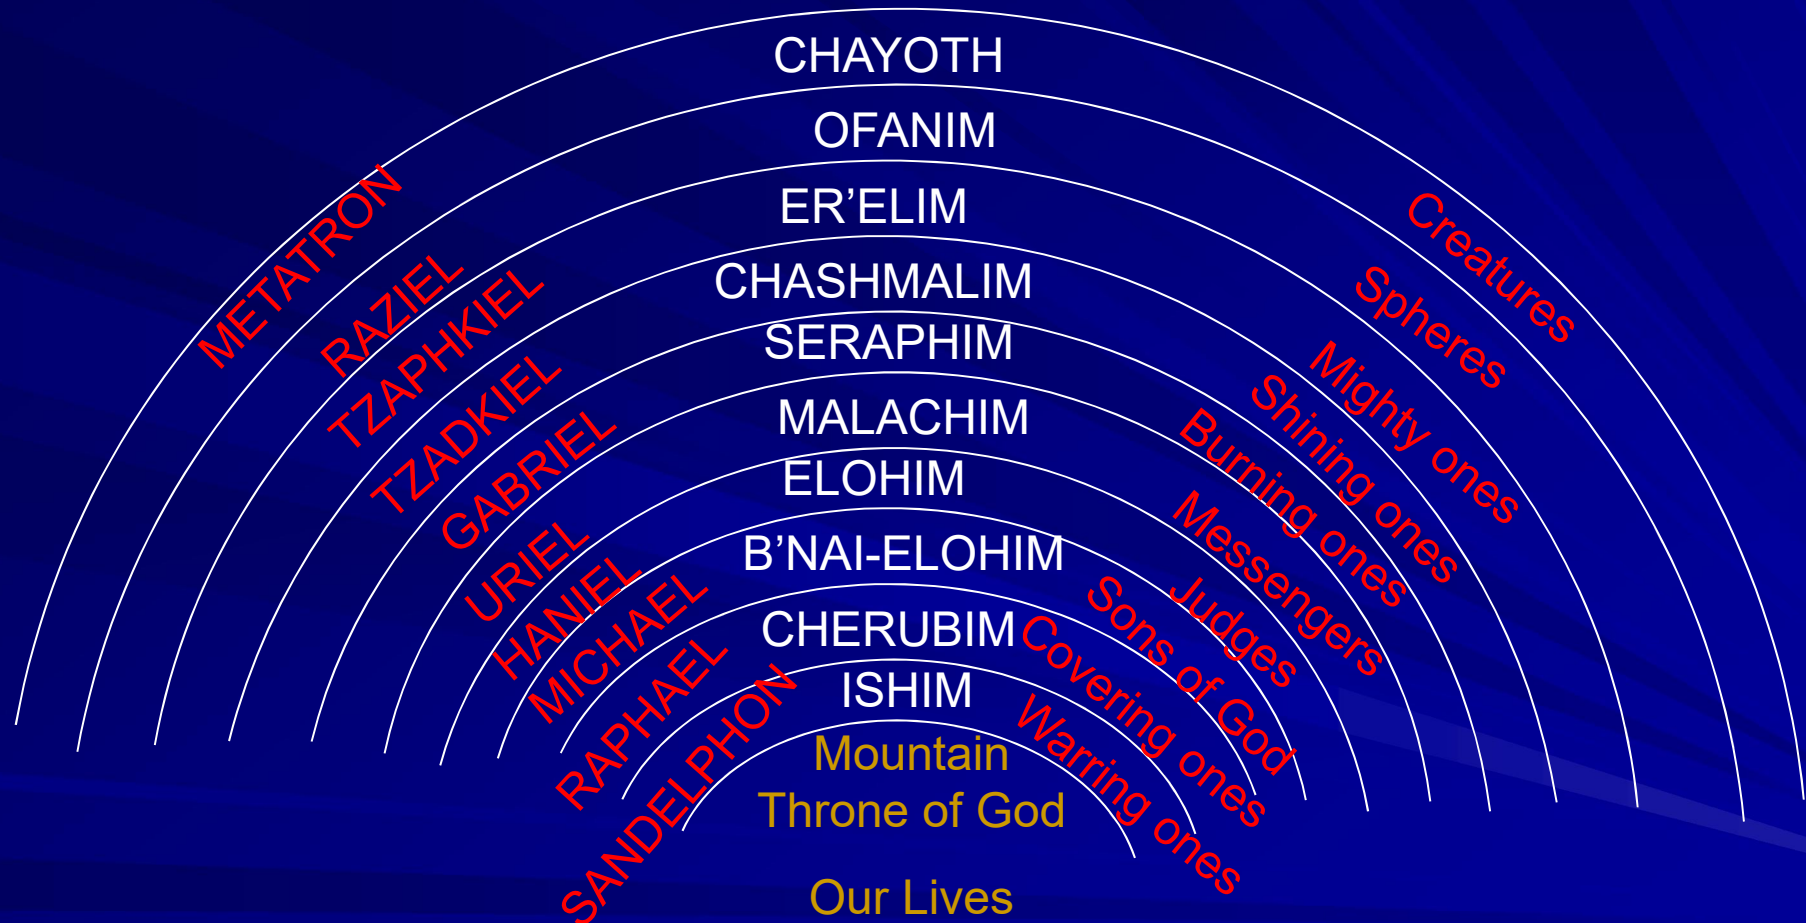 CHAYOTH
OFANIM
ER’ELIM
CHASHMALIM
SERAPHIM
MALACHIM
ELOHIM
B’NAI-ELOHIM
CHERUBIM
ISHIM
Mountain
Throne of God
Our Lives
METATRON
RAZIEL
TZAPHKIEL
TZADKIEL
GABRIEL
URIEL
HANIEL
MICHAEL
RAPHAEL
SANDELPHON
Creatures
Spheres
Mighty ones
Shining ones
Burning ones
Messengers
Judges
Sons of God
Covering ones
Warring ones